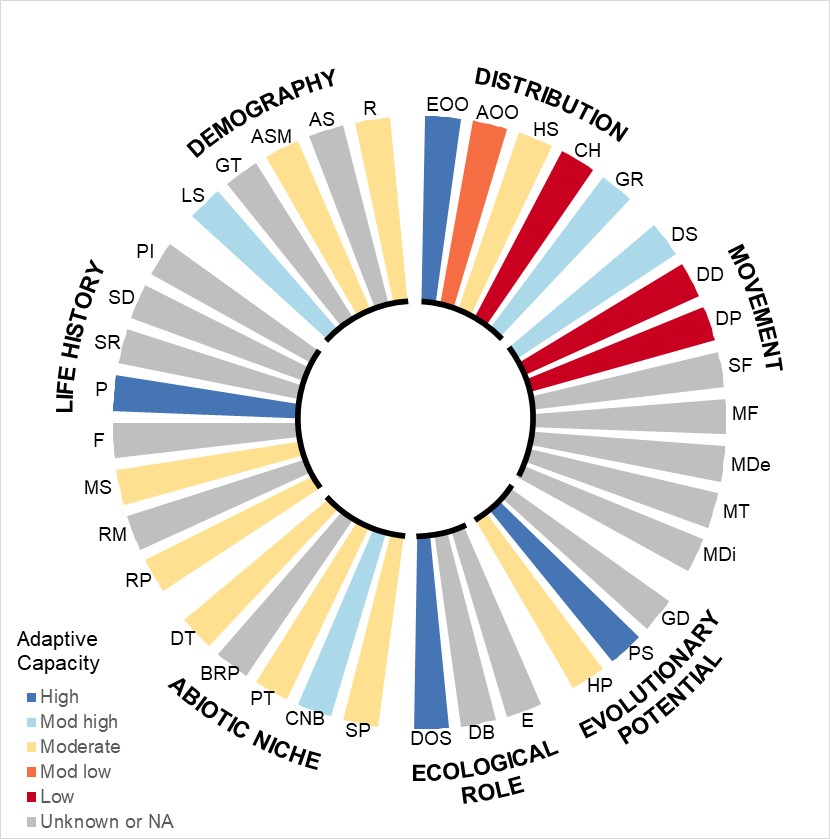 DISTRIBUTION
EOO
AOO
HS
CH
GR
MOVEMENT
DS
DD
DP
SF
MF
MDe
MT
MDi
EVOLUTIONARY
POTENTIAL
GD
PS
HP
ECOLOGICAL
ROLE
E
DB
DOS
ABIOTIC NICHE
SP
CNB
PT
BRP
DT
LIFE HISTORY
RP
RM
MS
F
P
SR
SD
PI
DEMOGRAPHY
LS
GT
ASM
AS
R
Adaptive
Capacity
High
Mod high
Moderate
Mod low
Low
Unknown or NA